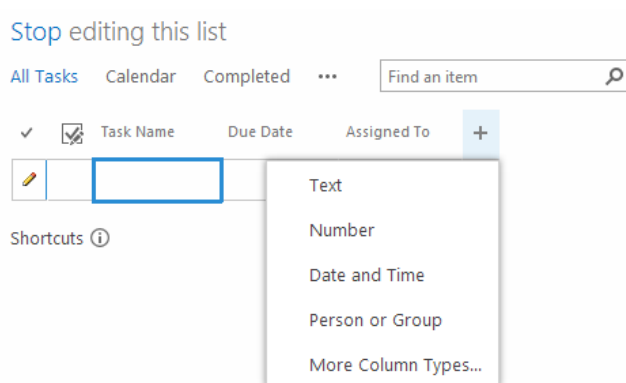 Stop editing this list
All Tasks Calendar Completed ••• Find an item
Task Name Due Date Assigned To +
Text
Number
Shortcuts
Date and Time
Person or Group
More Column Types...